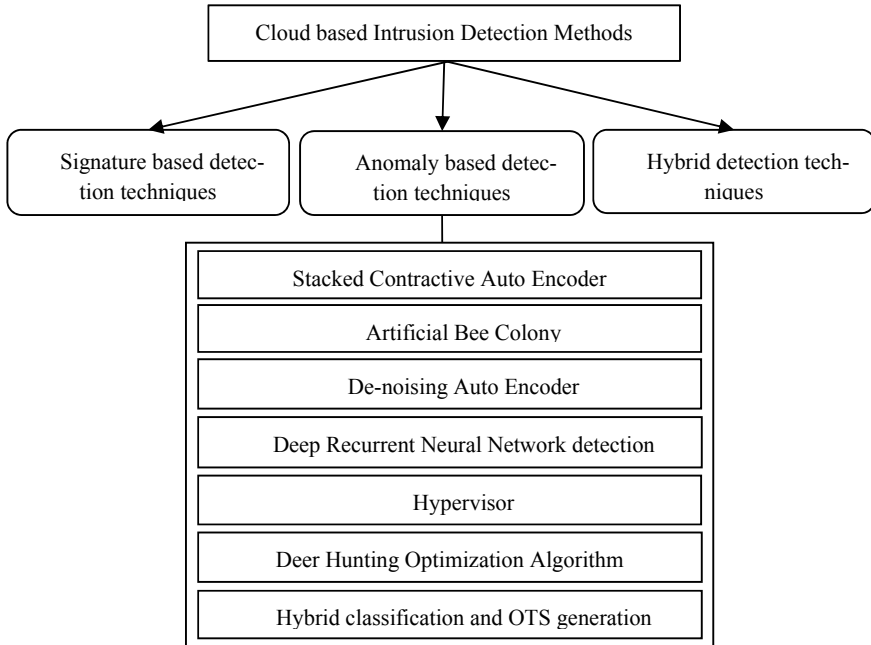 Cloud based Intrusion Detection Methods
Signature based detec-
tion techniques
Anomaly based detec-
tion techniques
Hybrid detection tech-
niques
Stacked Contractive Auto Encoder
Artificial Bee Colony
De-noising Auto Encoder
Deep Recurrent Neural Network detection
Hypervisor
Deer Hunting Optimization Algorithm
Hybrid classification and OTS generation